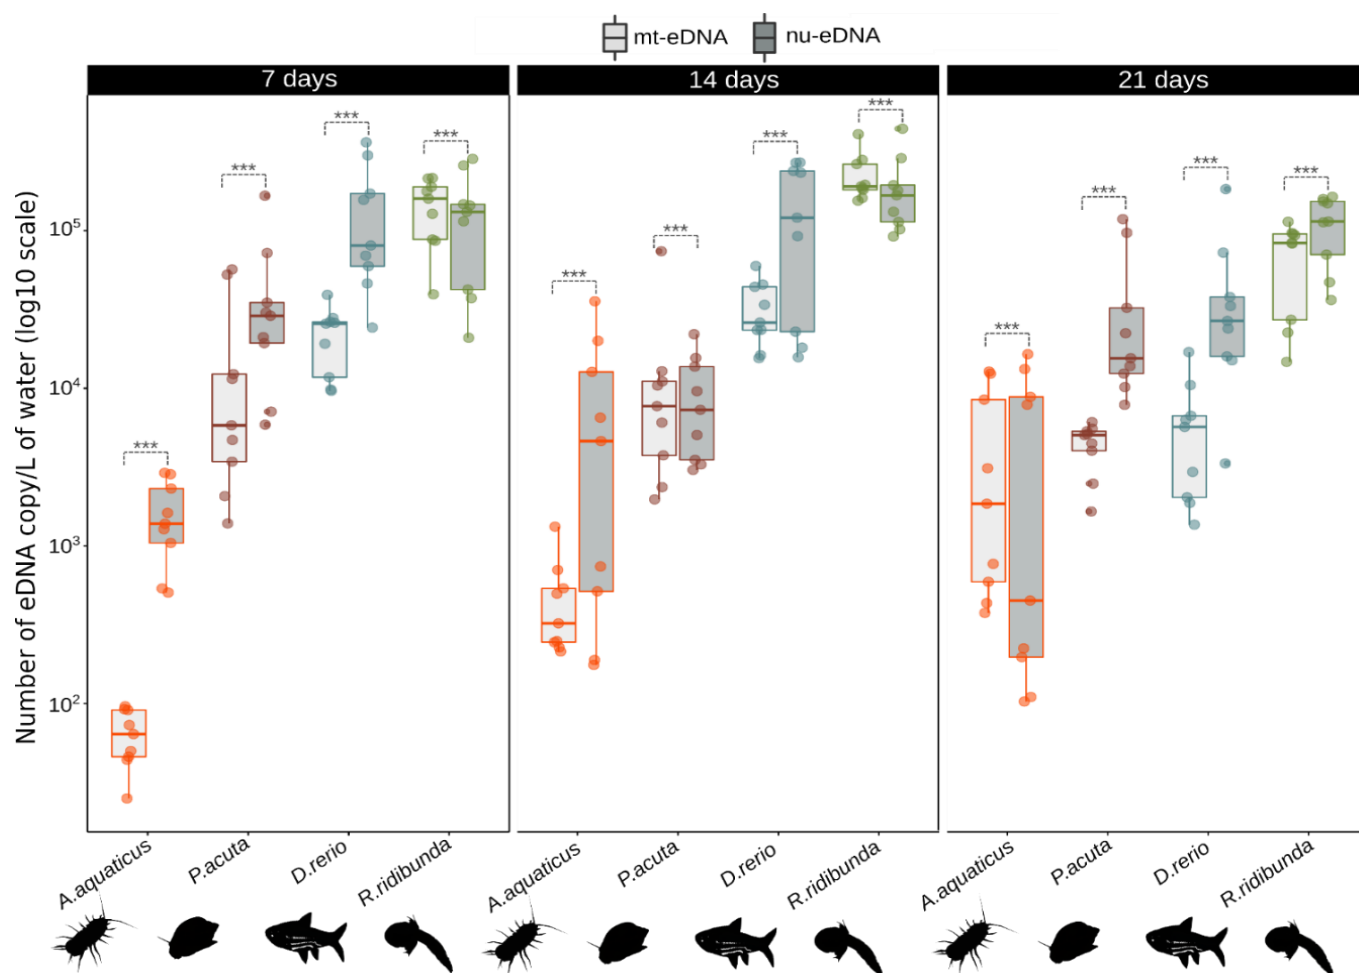 mt-eDNA nu-eDNA
7 days 14 days 21 days
Number of eDNA copy/L of water (log10 scale)
*** *** *** ***
*** *** *** ***
*** *** *** ***
10⁵
10⁴
10³
10²
A.aquaticus P.acuta D.rerio R.ridibunda A.aquaticus P.acuta D.rerio R.ridibunda A.aquaticus P.acuta D.rerio R.ridibunda